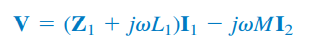 V = (Z₁ + jωL₁)I₁ − jωMI₂